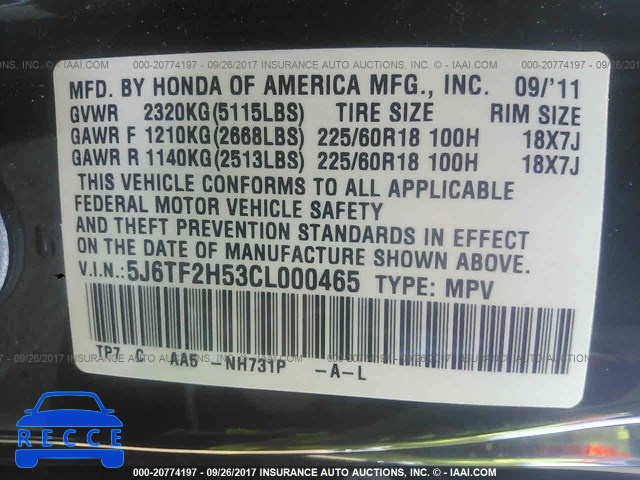 000-20774197 - 09/26/2017 INSURANCE AUTO AUCTIONS CORP. - © IAAI.COM
MFD. BY HONDA OF AMERICA MFG., INC. 09/'11
GVWR 2320KG(5115LBS) TIRE SIZE RIM SIZE
GAWR F 1210KG(2668LBS) 225/60R18 100H 18X7J
GAWR R 1140KG(2513LBS) 225/60R18 100H 18X7J
THIS VEHICLE CONFORMS TO ALL APPLICABLE
FEDERAL MOTOR VEHICLE SAFETY
AND THEFT PREVENTION STANDARDS IN EFFECT
ON THE DATE OF MANUFACTURE SHOWN ABOVE.
V.I.N.: 5J6TF2H53CL000465 TYPE: MPV
TP7 C AAS -NH731P -A-L
RECCE
000-20774197 - 09/26/2017 INSURANCE AUTO AUCTIONS CORP. - © IAAI.COM